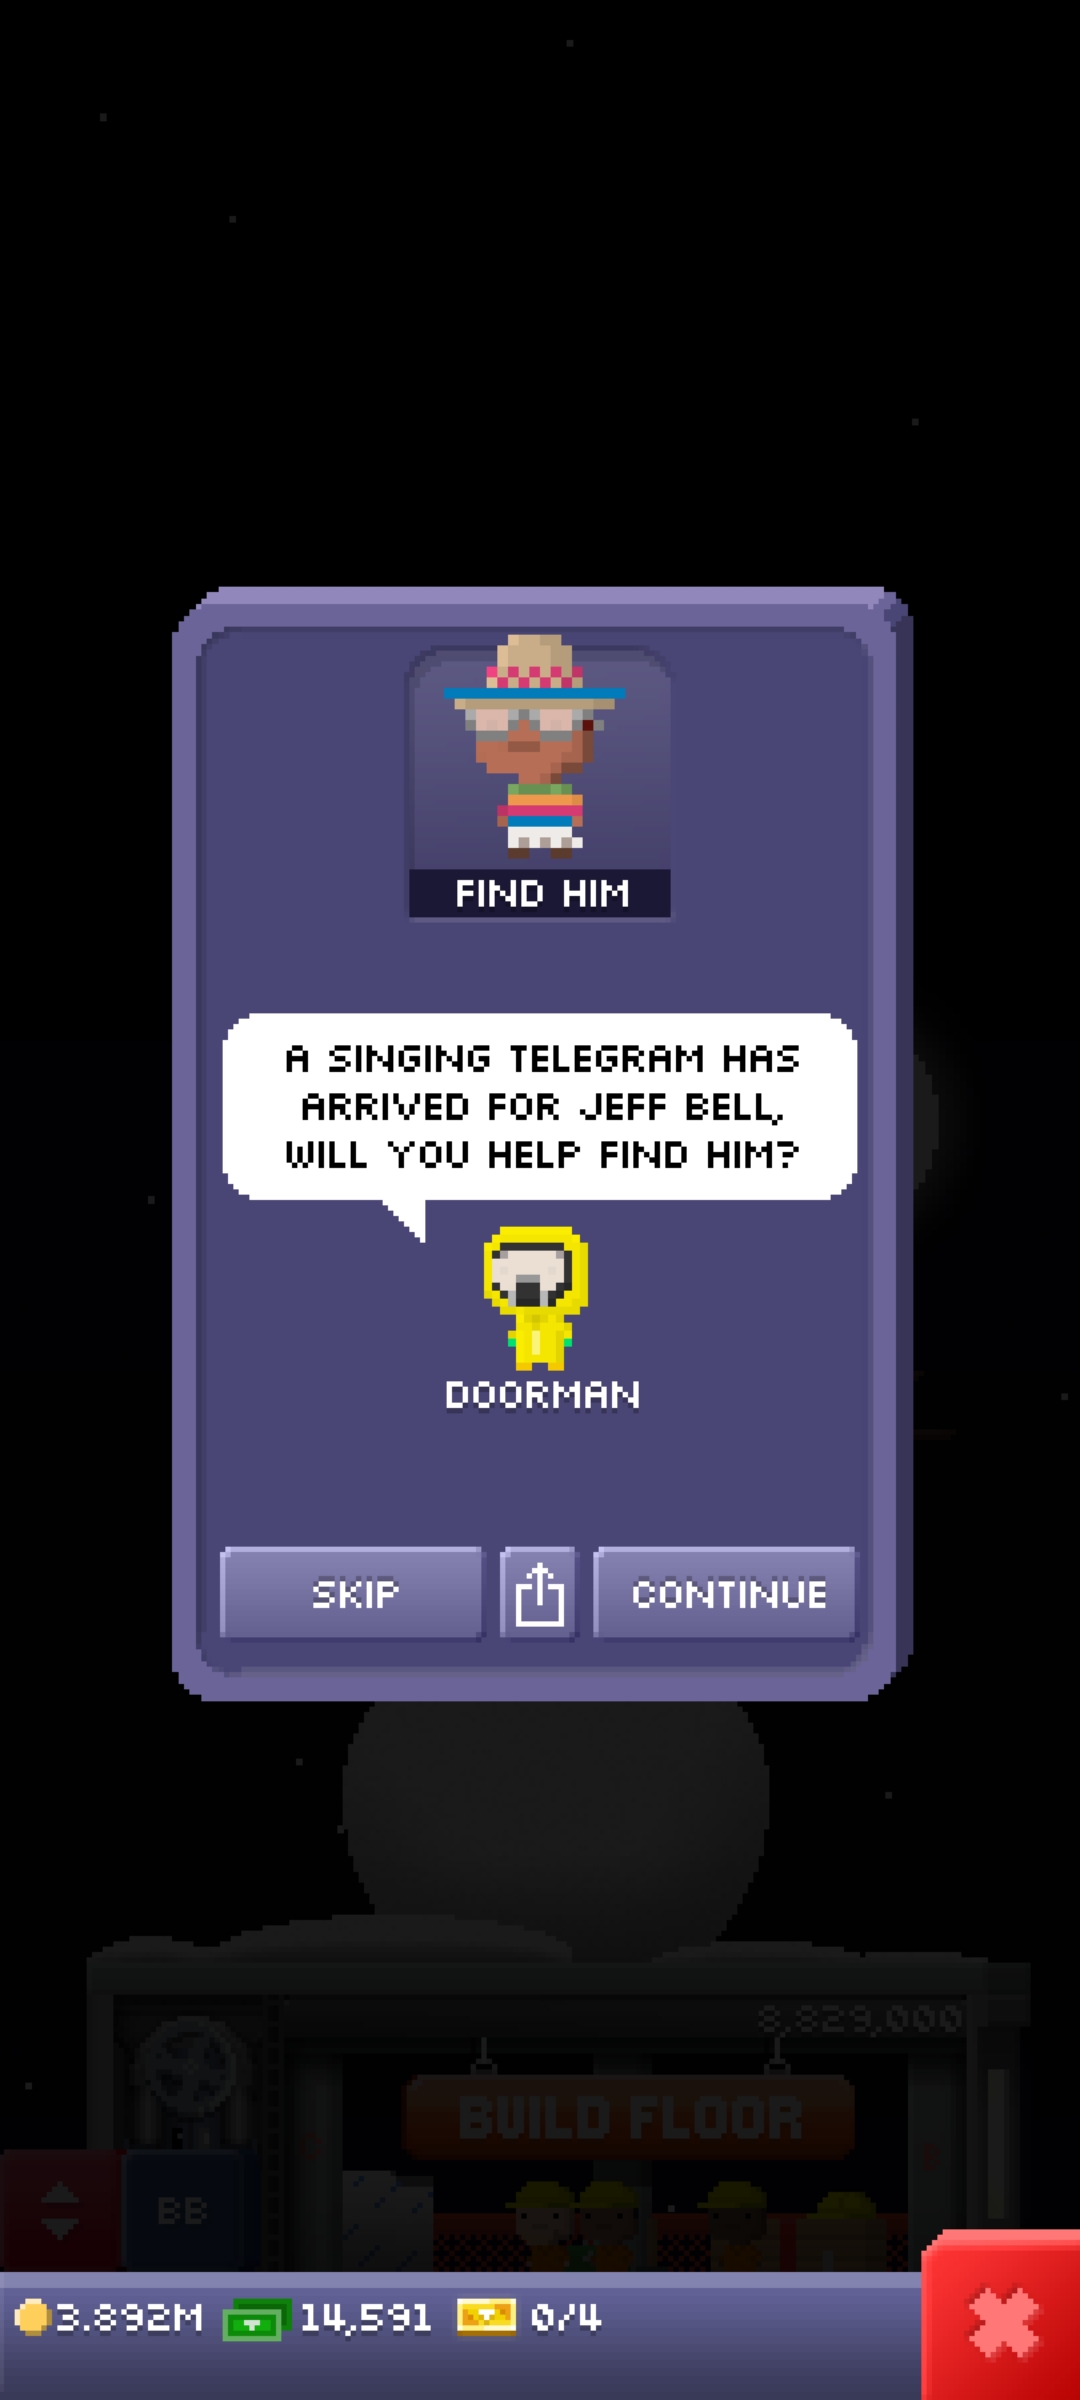 FIND HIM
A SINGING TELEGRAM HAS
ARRIVED FOR JEFF BELL,
WILL YOU HELP FIND HIM?
DOORMAN
SKIP
CONTINUE
8,829,000
BUILD FLOOR
BB
3.892M
14,591
0/4